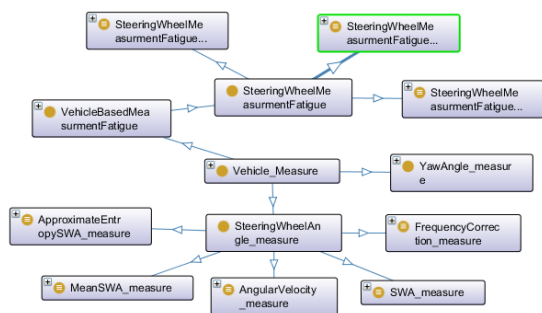 SteeringWheelMe
asurmentFatigue...
SteeringWheelMe
asurmentFatigue...
SteeringWheelMe
asurmentFatigue
SteeringWheelMe
asurmentFatigue...
VehicleBasedMea
surmentFatigue
Vehicle_Measure
YawAngle_measur
e
ApproximateEntr
opySWA_measure
SteeringWheelAn
gle_measure
FrequencyCorrec
tion_measure
MeanSWA_measure
AngularVelocity
_measure
SWA_measure